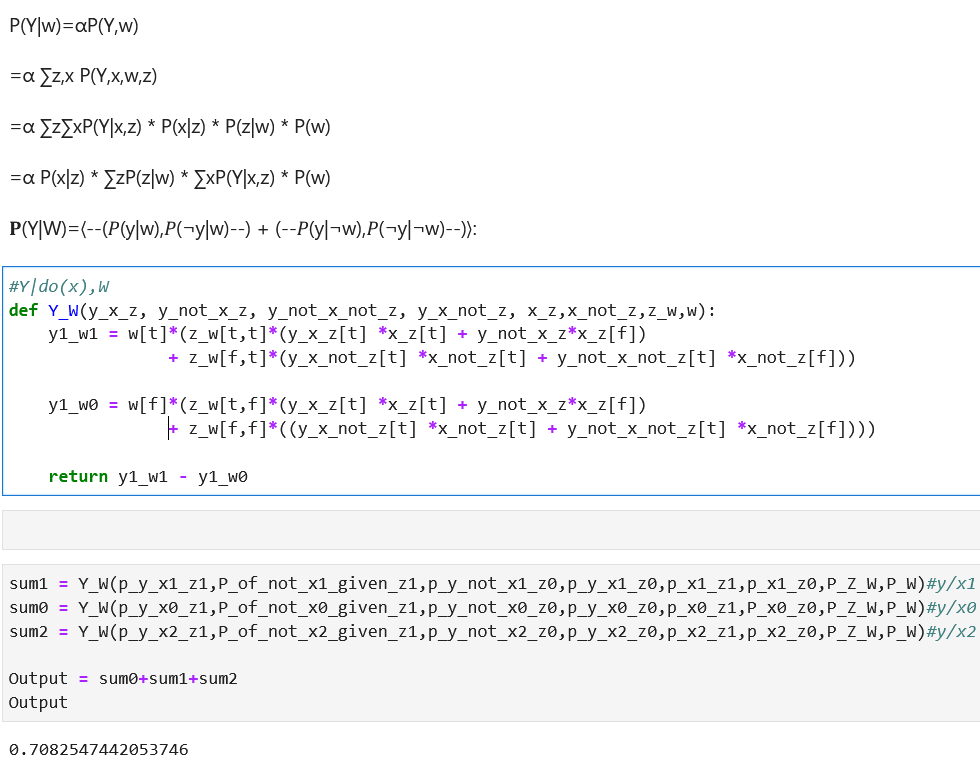 P(Y|w)=αP(Y,w)
=α ∑z,x P(Y,x,w,z)
=α ∑z∑xP(Y|x,z) * P(x|z) * P(z|w) * P(w)
=α P(x|z) * ∑zP(z|w) * ∑xP(Y|x,z) * P(w)
P(Y|W)=⟨--(P(y|w),P(¬y|w)--) + (--P(y|¬w),P(¬y|¬w)--)⟩:
#Y|do(x),W
def Y_W(y_x_z, y_not_x_z, y_not_x_not_z, y_x_not_z, x_z,x_not_z,z_w,w):
    y1_w1 = w[t]*(z_w[t,t]*(y_x_z[t] *x_z[t] + y_not_x_z*x_z[f])
                + z_w[f,t]*(y_x_not_z[t] *x_not_z[t] + y_not_x_not_z[t] *x_not_z[f]))
    y1_w0 = w[f]*(z_w[t,f]*(y_x_z[t] *x_z[t] + y_not_x_z*x_z[f])
                + z_w[f,f]*((y_x_not_z[t] *x_not_z[t] + y_not_x_not_z[t] *x_not_z[f])))
    return y1_w1 - y1_w0
sum1 = Y_W(p_y_x1_z1,P_of_not_x1_given_z1,p_y_not_x1_z0,p_y_x1_z0,p_x1_z1,p_x1_z0,P_Z_W,P_W)#y/x1
sum0 = Y_W(p_y_x0_z1,P_of_not_x0_given_z1,p_y_not_x0_z0,p_y_x0_z0,p_x0_z1,P_x0_z0,P_Z_W,P_W)#y/x0
sum2 = Y_W(p_y_x2_z1,P_of_not_x2_given_z1,p_y_not_x2_z0,p_y_x2_z0,p_x2_z1,p_x2_z0,P_Z_W,P_W)#y/x2
Output = sum0+sum1+sum2
Output
0.7082547442053746